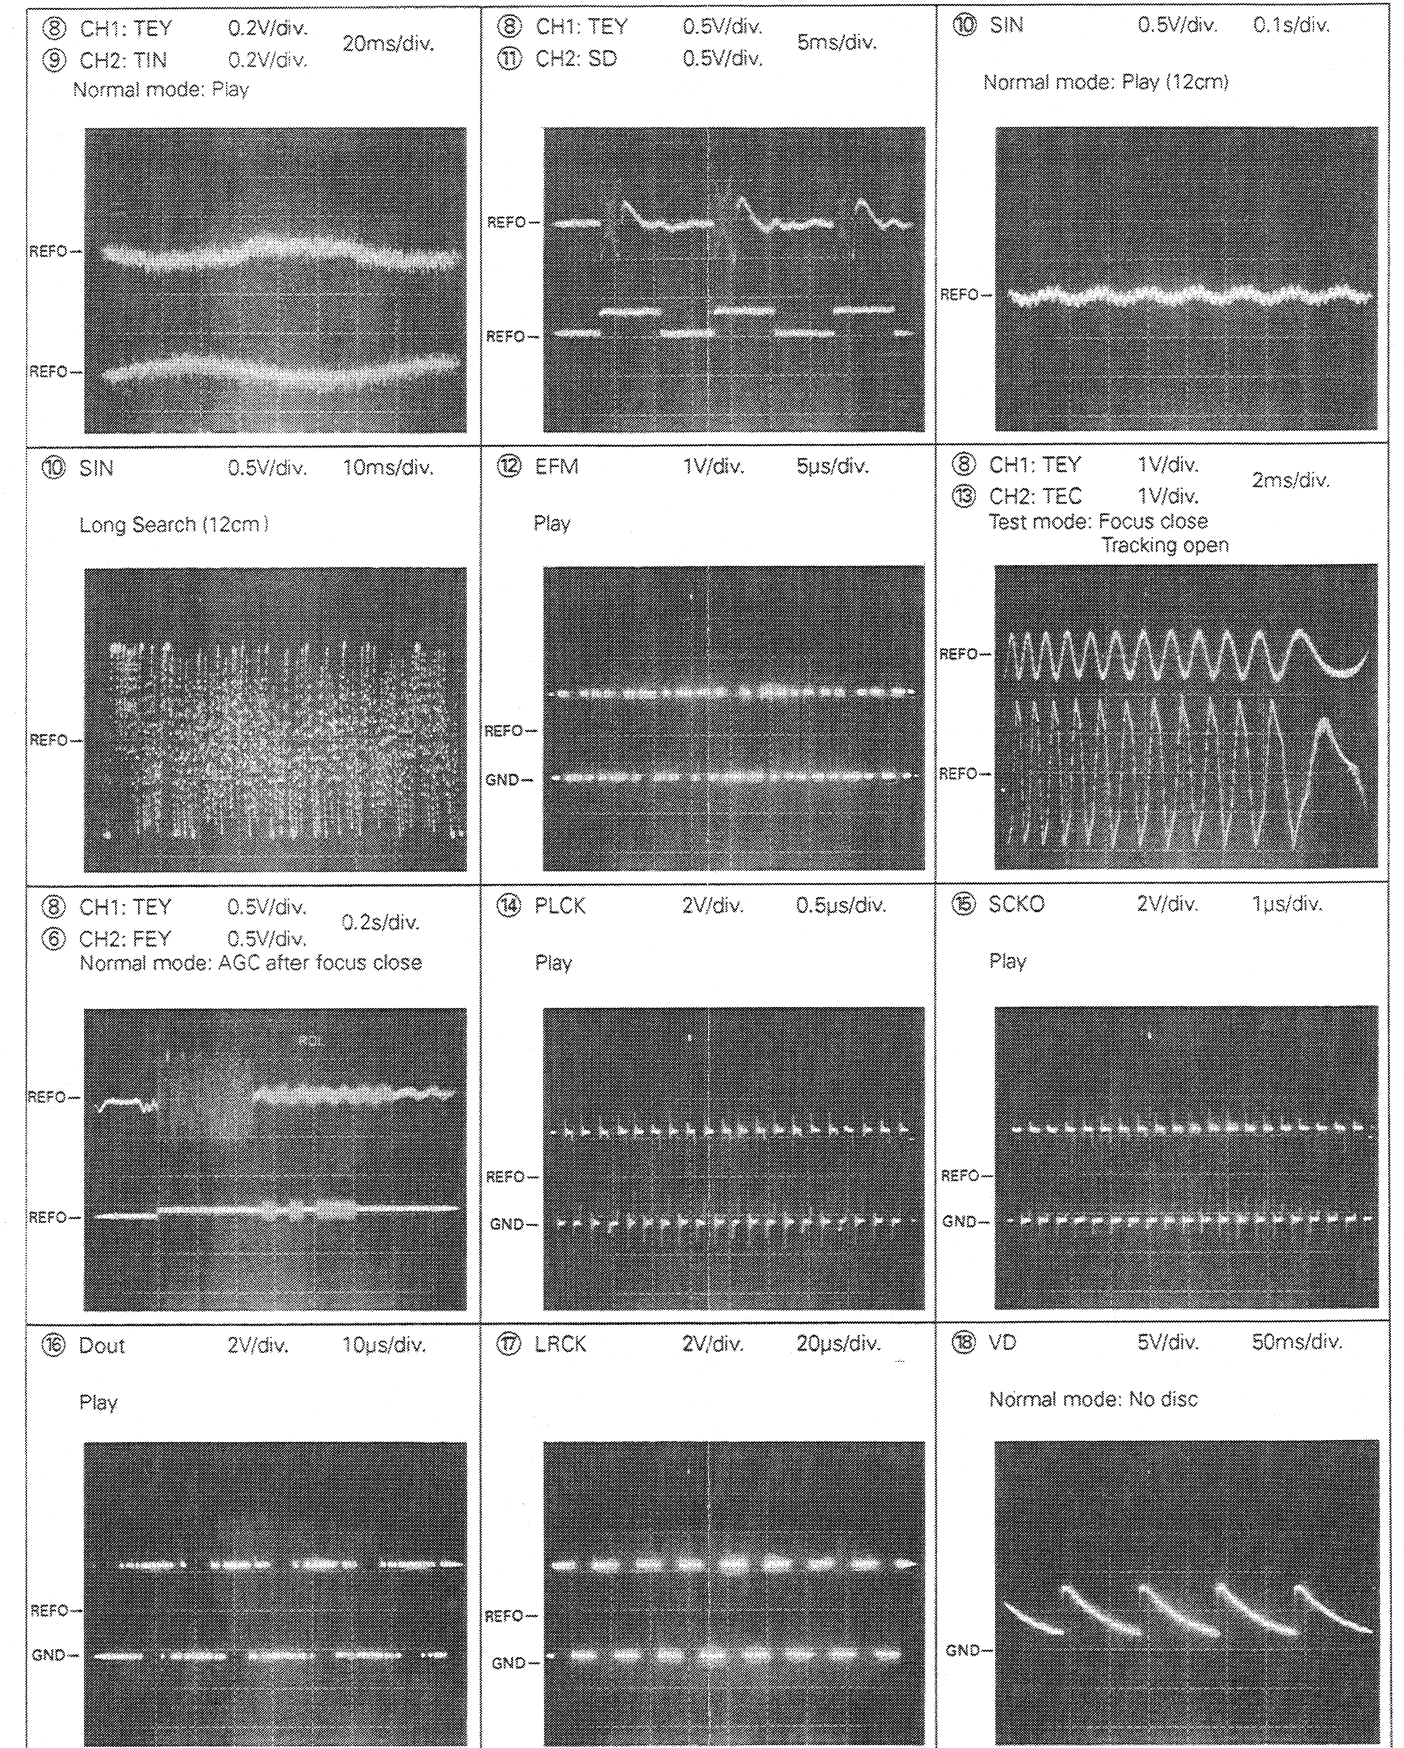 ⑧ CH1: TEY 0.2V/div.
⑨ CH2: TIN 0.2V/div.
20ms/div.
Normal mode: Play
REFO
REFO
⑧ CH1: TEY 0.5V/div.
⑪ CH2: SD 0.5V/div.
5ms/div.
REFO
REFO
⑩ SIN 0.5V/div. 0.1s/div.
Normal mode: Play (12cm)
REFO
⑩ SIN 0.5V/div. 10ms/div.
Long Search (12cm)
REFO
⑫ EFM 1V/div. 5µs/div.
Play
REFO
GND
⑧ CH1: TEY 1V/div.
⑬ CH2: TEC 1V/div.
2ms/div.
Test mode: Focus close
Tracking open
REFO
REFO
⑧ CH1: TEY 0.5V/div.
⑥ CH2: FEY 0.5V/div.
0.2s/div.
Normal mode: AGC after focus close
REFO
REFO
⑭ PLCK 2V/div. 0.5µs/div.
Play
REFO
GND
⑮ SCKO 2V/div. 1µs/div.
Play
REFO
GND
⑯ Dout 2V/div. 10µs/div.
Play
REFO
GND
⑰ LRCK 2V/div. 20µs/div.
REFO
GND
⑱ VD 5V/div. 50ms/div.
Normal mode: No disc
GND